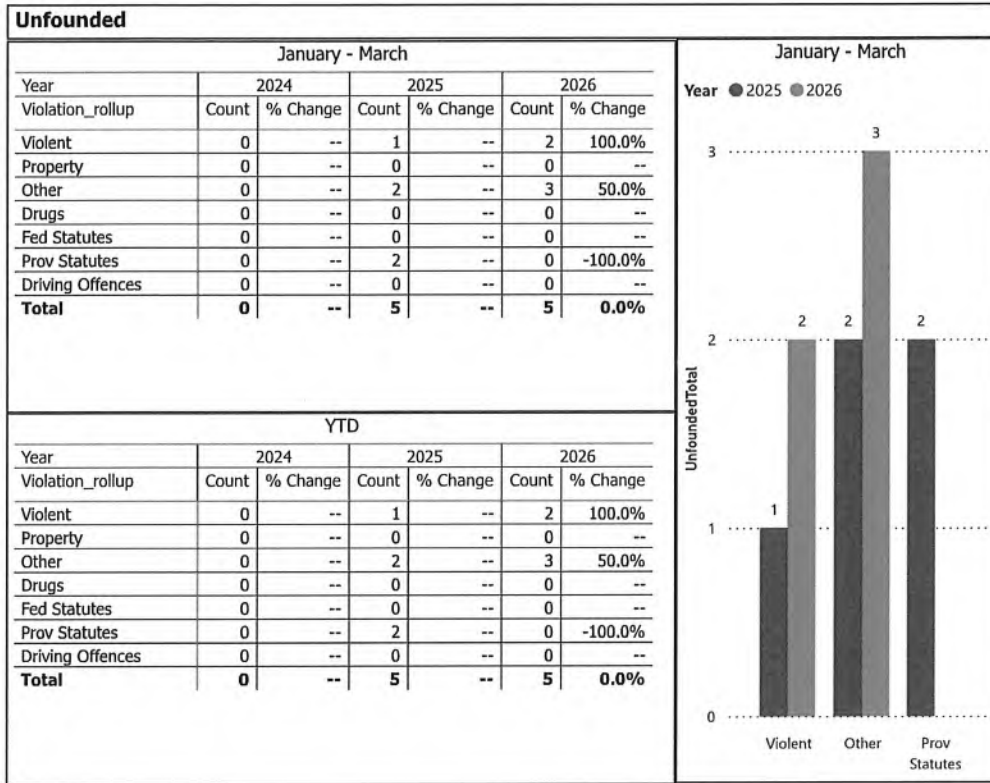 Unfounded
January - March
Year 2024 2025 2026
Violation_rollup Count % Change Count % Change Count % Change
Violent 0 -- 1 -- 2 100.0%
Property 0 -- 0 -- 0 --
Other 0 -- 2 -- 3 50.0%
Drugs 0 -- 0 -- 0 --
Fed Statutes 0 -- 0 -- 0 --
Prov Statutes 0 -- 2 -- 0 -100.0%
Driving Offences 0 -- 0 -- 0 --
Total 0 -- 5 -- 5 0.0%
YTD
Year 2024 2025 2026
Violation_rollup Count % Change Count % Change Count % Change
Violent 0 -- 1 -- 2 100.0%
Property 0 -- 0 -- 0 --
Other 0 -- 2 -- 3 50.0%
Drugs 0 -- 0 -- 0 --
Fed Statutes 0 -- 0 -- 0 --
Prov Statutes 0 -- 2 -- 0 -100.0%
Driving Offences 0 -- 0 -- 0 --
Total 0 -- 5 -- 5 0.0%
January - March
Year 2025 2026
3
3
2 2 2
2
1
1
0
UnfoundedTotal
Violent Other Prov
Statutes